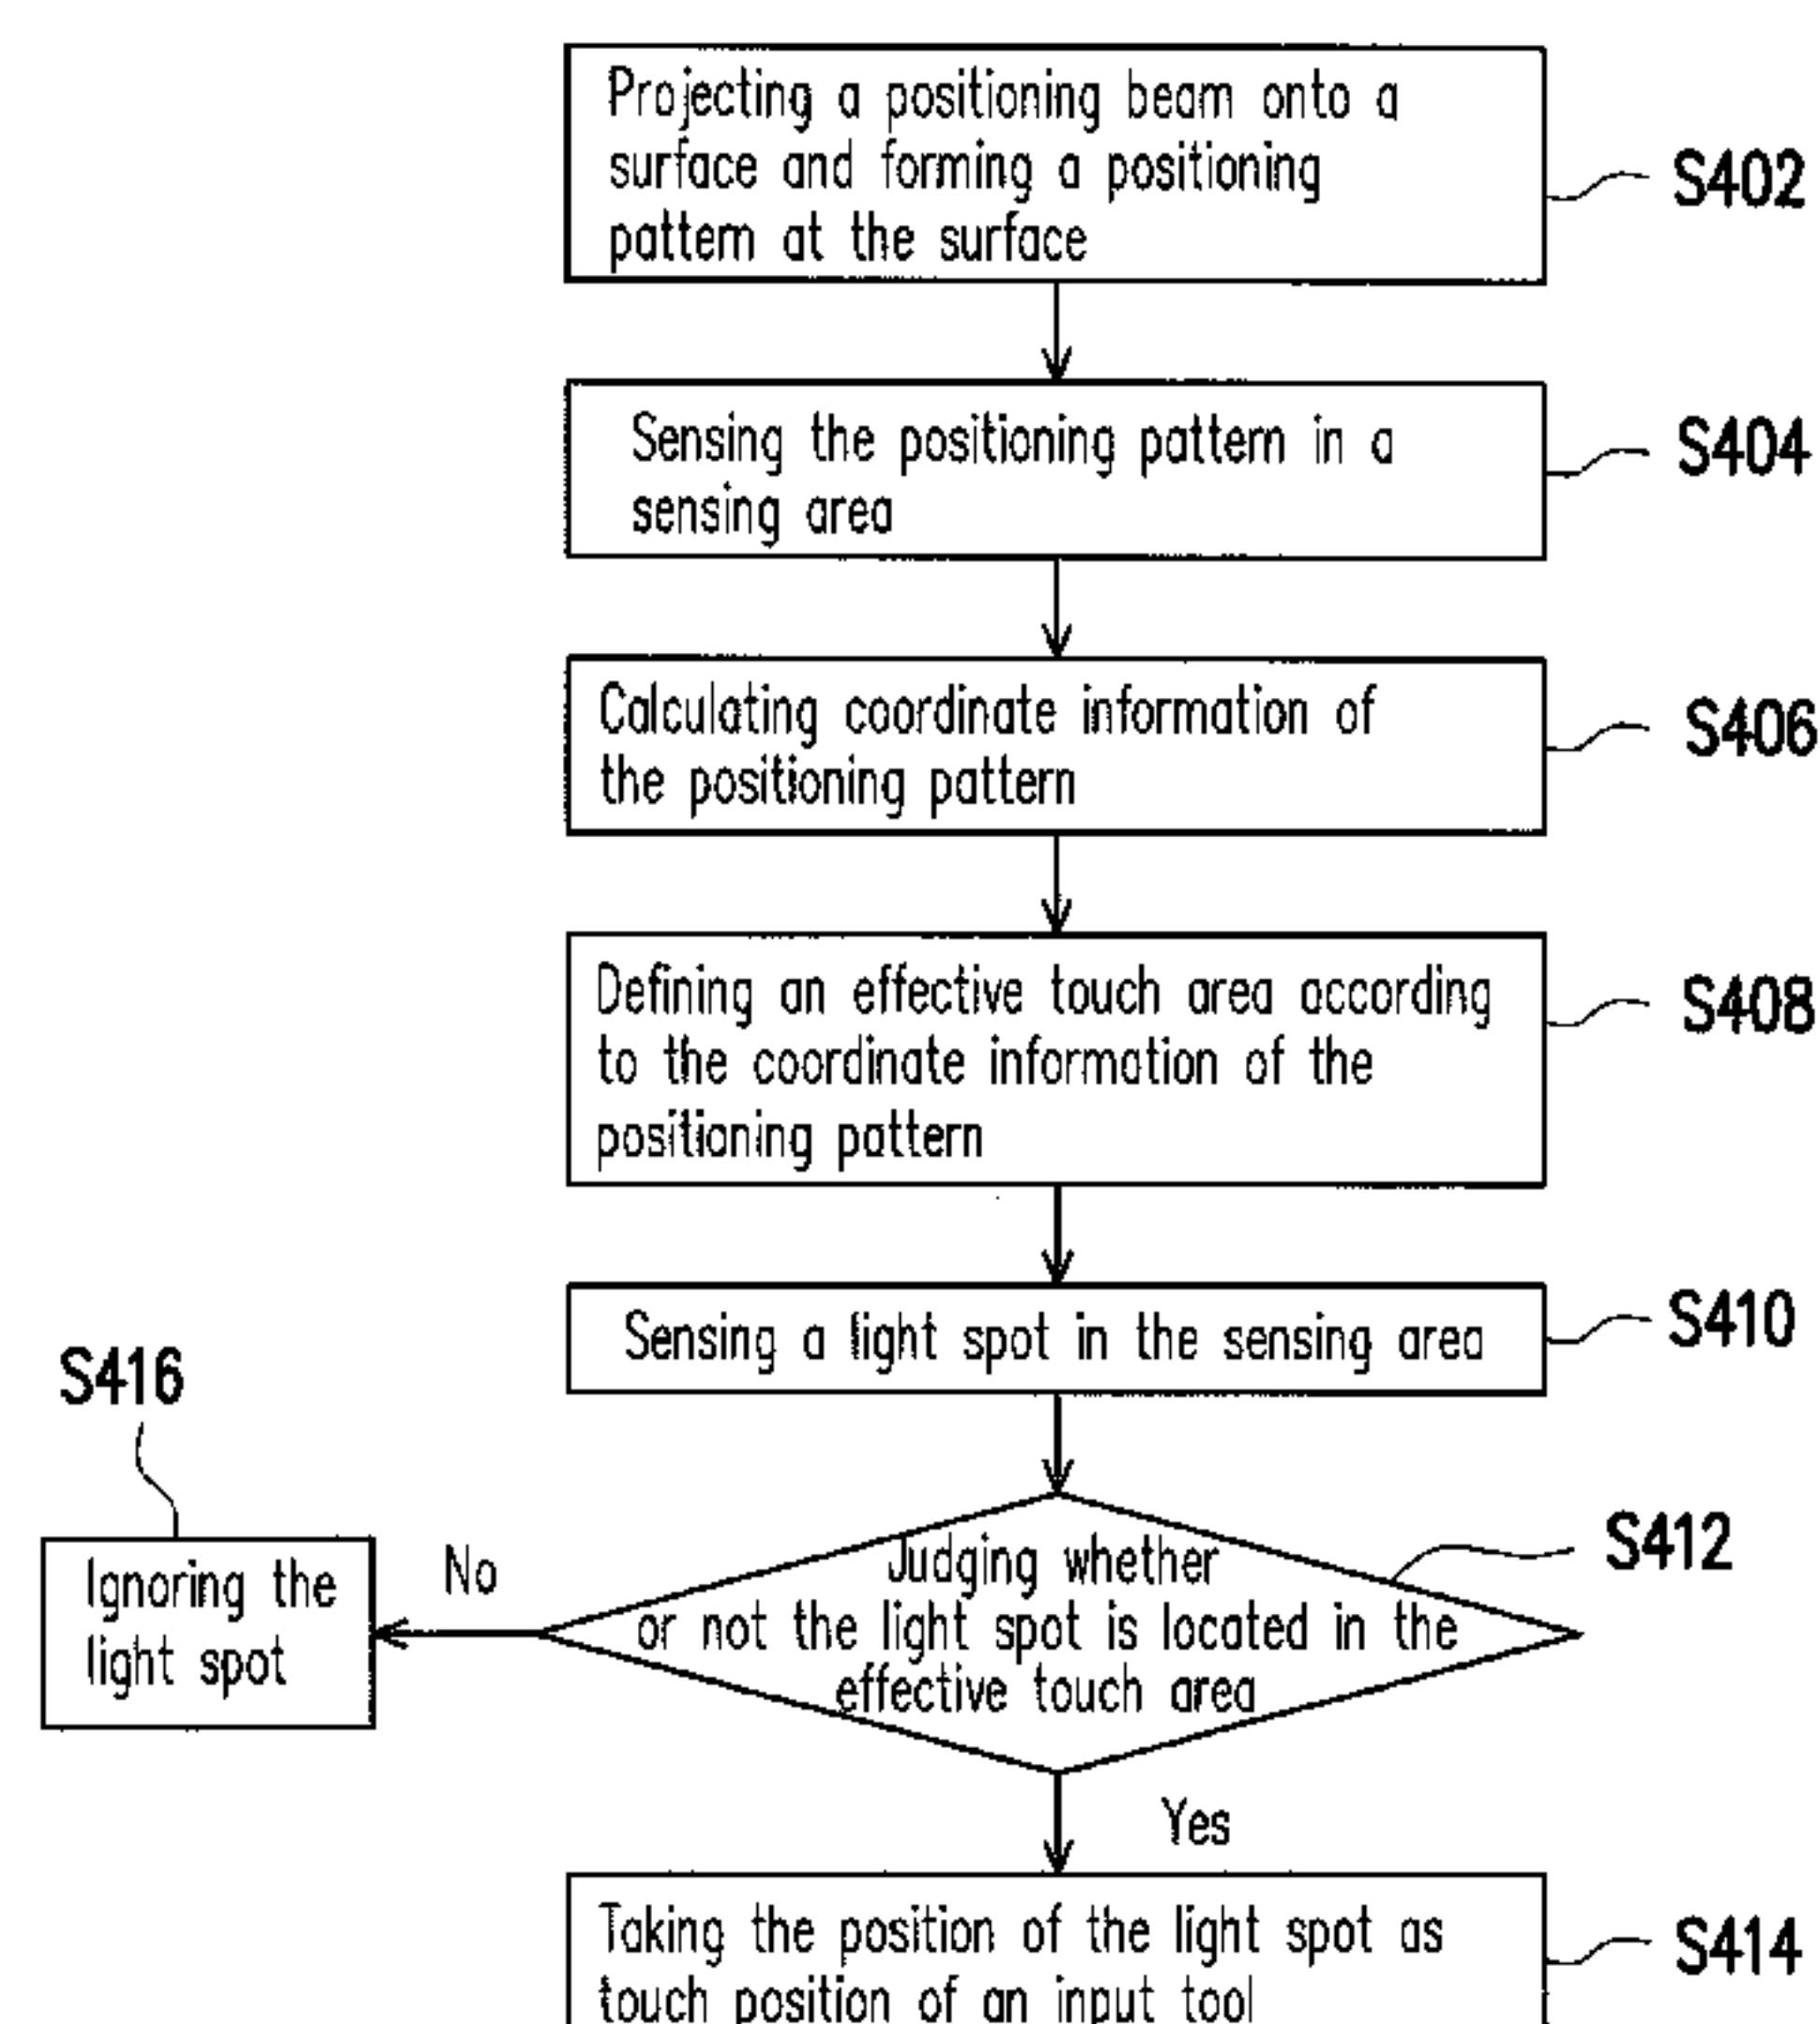 Projecting a positioning beam onto a
surface and forming a positioning
pattern at the surface
S402
Sensing the positioning pattern in a
sensing area
S404
Calculating coordinate information of
the positioning pattern
S406
Defining an effective touch area according
to the coordinate information of the
positioning pattern
S408
Sensing a light spot in the sensing area
S410
S416
Ignoring the
light spot
No
Judging whether
or not the light spot is located in the
effective touch area
S412
Yes
Taking the position of the light spot as
touch position of an input tool
S414